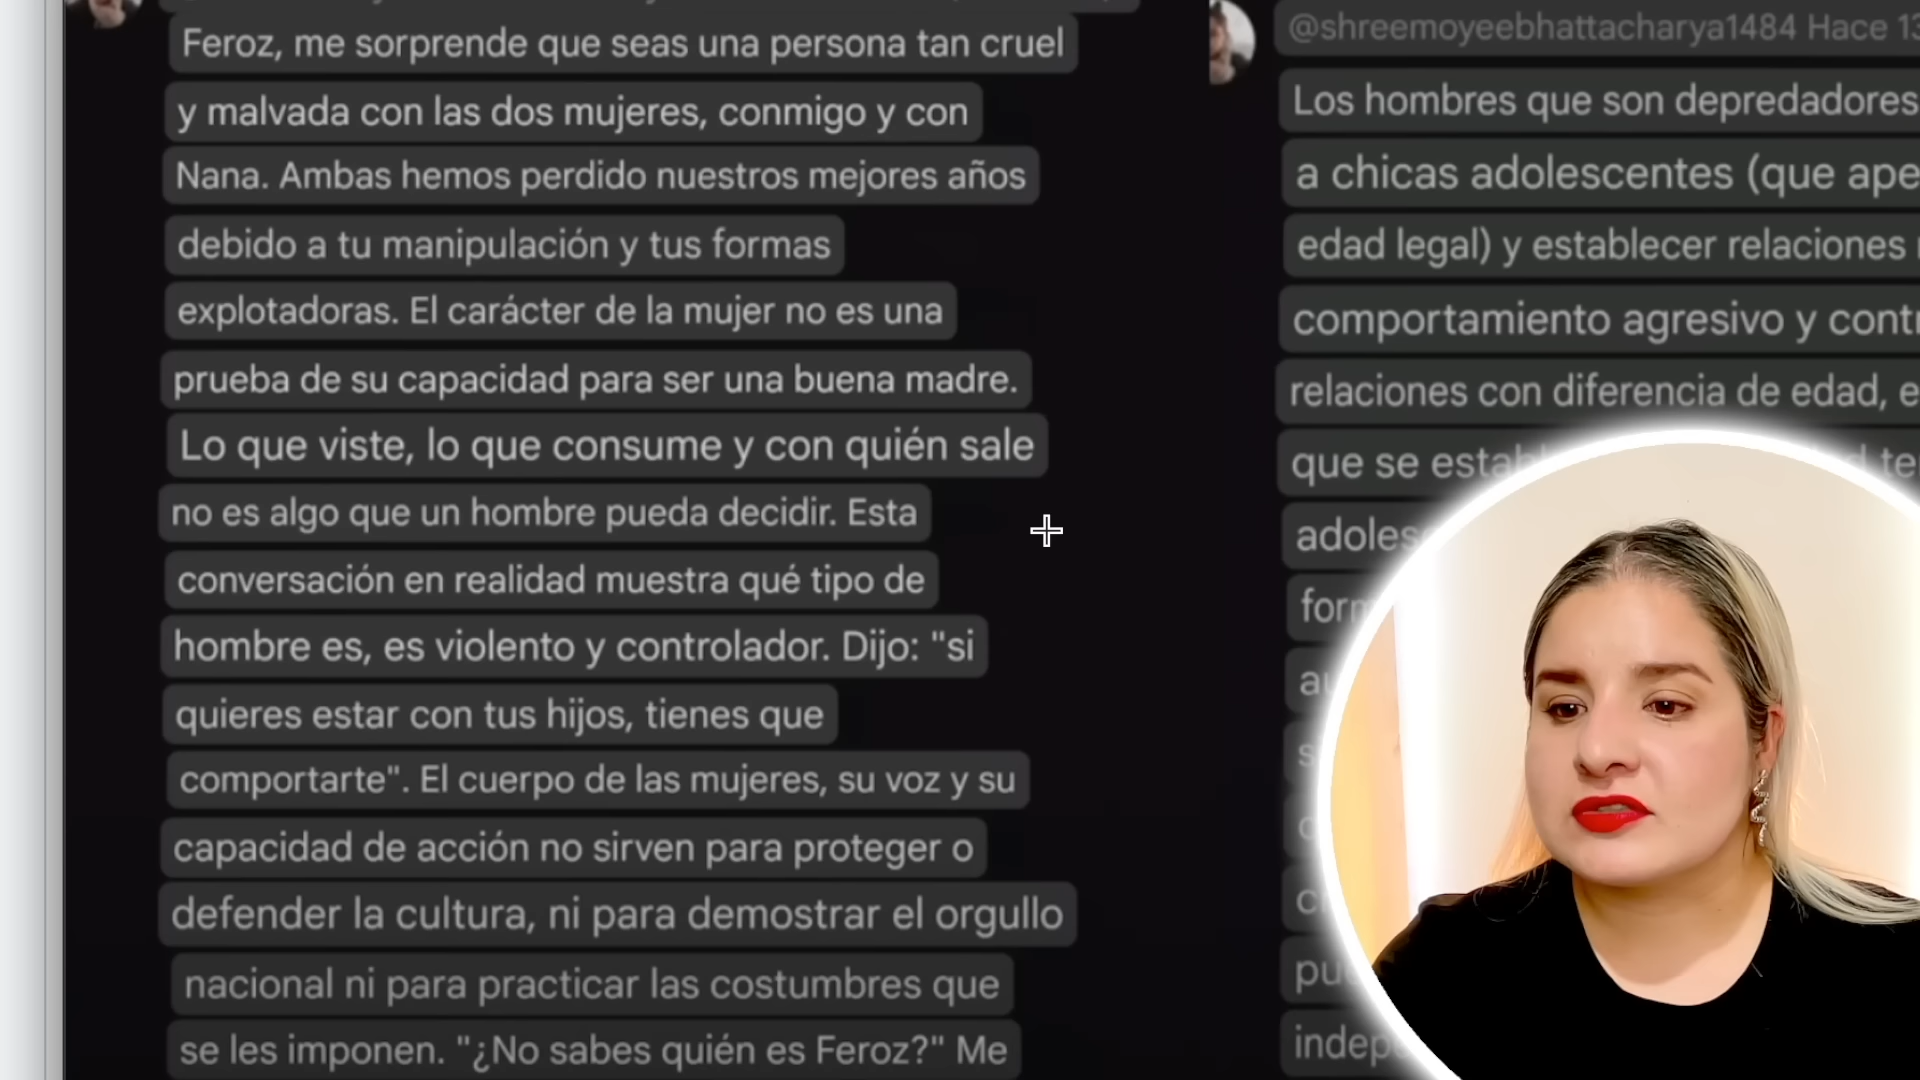 Feroz, me sorprende que seas una persona tan cruel
y malvada con las dos mujeres, conmigo y con
Nana. Ambas hemos perdido nuestros mejores años
debido a tu manipulación y tus formas
explotadoras. El carácter de la mujer no es una
prueba de su capacidad para ser una buena madre.
Lo que viste, lo que consume y con quién sale
no es algo que un hombre pueda decidir. Esta
conversación en realidad muestra qué tipo de
hombre es, es violento y controlador. Dijo: "si
quieres estar con tus hijos, tienes que
comportarte". El cuerpo de las mujeres, su voz y su
capacidad de acción no sirven para proteger o
defender la cultura, ni para demostrar el orgullo
nacional ni para practicar las costumbres que
se les imponen. "¿No sabes quién es Feroz?" Me
@shreemoyeebhattacharya1484 Hace 13
Los hombres que son depredadores
a chicas adolescentes (que ape
edad legal) y establecer relaciones
comportamiento agresivo y contr
relaciones con diferencia de edad, e
que se estab
adoles
form
indep